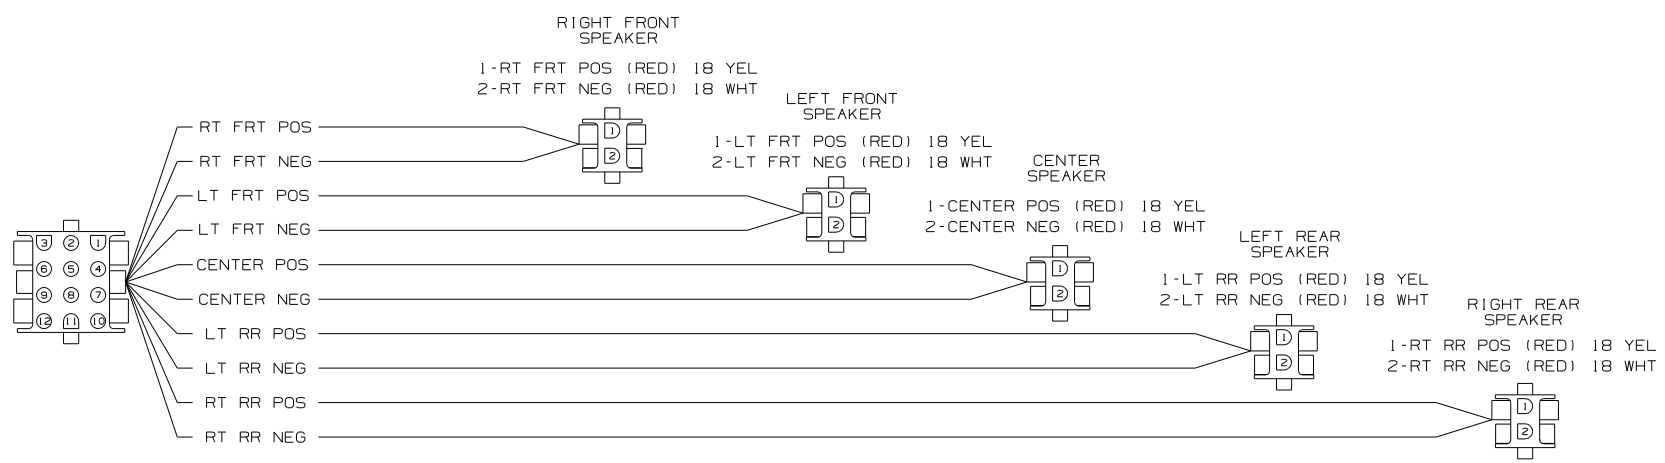 RIGHT FRONT
SPEAKER
1-RT FRT POS (RED) 18 YEL
2-RT FRT NEG (RED) 18 WHT
1
2
LEFT FRONT
SPEAKER
1-LT FRT POS (RED) 18 YEL
2-LT FRT NEG (RED) 18 WHT
1
2
CENTER
SPEAKER
1-CENTER POS (RED) 18 YEL
2-CENTER NEG (RED) 18 WHT
1
2
LEFT REAR
SPEAKER
1-LT RR POS (RED) 18 YEL
2-LT RR NEG (RED) 18 WHT
1
2
RIGHT REAR
SPEAKER
1-RT RR POS (RED) 18 YEL
2-RT RR NEG (RED) 18 WHT
1
2
RT FRT POS
RT FRT NEG
LT FRT POS
LT FRT NEG
CENTER POS
CENTER NEG
LT RR POS
LT RR NEG
RT RR POS
RT RR NEG
3 2 1
6 5 4
9 8 7
12 11 10